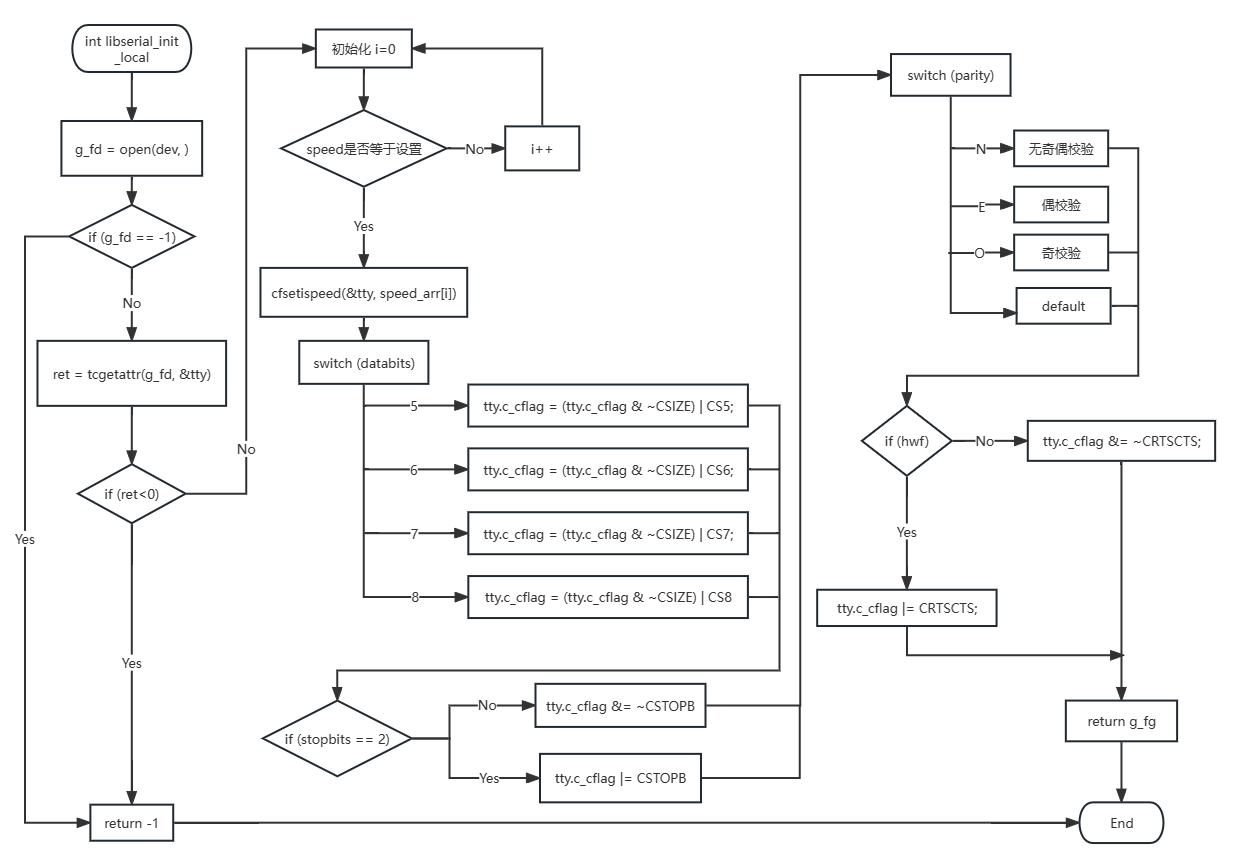 int libserial_init
_local
g_fd = open(dev, )
if (g_fd == -1)
No
ret = tcgetattr(g_fd, &tty)
if (ret<0)
No
Yes
Yes
return -1
初始化 i=0
speed是否等于设置
No
i++
Yes
cfsetispeed(&tty, speed_arr[i])
switch (databits)
5
tty.c_cflag = (tty.c_cflag & ~CSIZE) | CS5;
6
tty.c_cflag = (tty.c_cflag & ~CSIZE) | CS6;
7
tty.c_cflag = (tty.c_cflag & ~CSIZE) | CS7;
8
tty.c_cflag = (tty.c_cflag & ~CSIZE) | CS8
if (stopbits == 2)
No
tty.c_cflag &= ~CSTOPB
Yes
tty.c_cflag |= CSTOPB
switch (parity)
N
无奇偶校验
E
偶校验
O
奇校验
default
if (hwf)
No
tty.c_cflag &= ~CRTSCTS;
Yes
tty.c_cflag |= CRTSCTS;
return g_fg
End